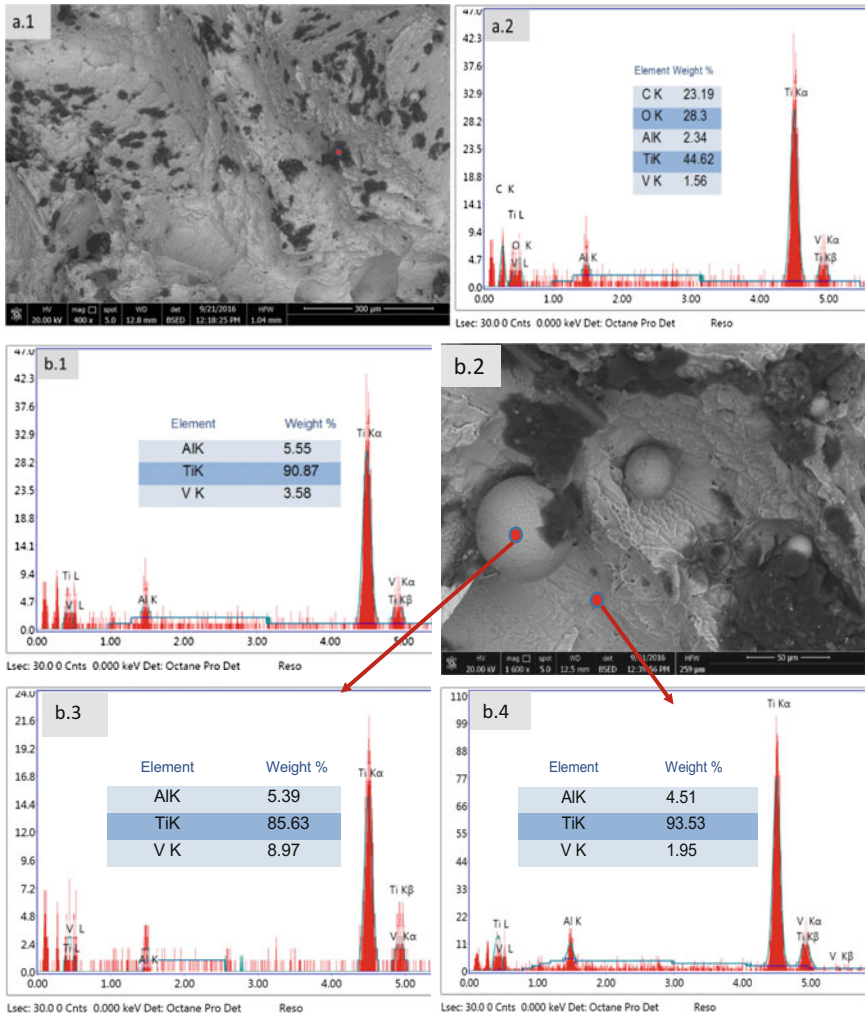 a.1
HV mag spot WD det 9/21/2016 HFW 300 µm
20.00 kV 400 x 5.0 12.8 mm BSED 12:18:25 PM 1.04 mm
a.2
47.0
42.3
37.6
32.9
28.2
23.5
18.8
14.1
9.4
4.7
0.0
Element Weight %
C K 23.19
O K 28.3
AlK 2.34
TiK 44.62
V K 1.56
Ti Kα
C K
Ti L
O K
V L
Al K
V Kα
Ti Kβ
0.00 1.00 2.00 3.00 4.00 5.00
Lsec: 30.0 0 Cnts 0.000 keV Det: Octane Pro Det Reso
b.1
47.0
42.3
37.6
32.9
28.2
23.5
18.8
14.1
9.4
4.7
0.0
Element Weight %
AlK 5.55
TiK 90.87
V K 3.58
Ti Kα
Ti L
V L
Al K
V Kα
Ti Kβ
0.00 1.00 2.00 3.00 4.00 5.00
Lsec: 30.0 0 Cnts 0.000 keV Det: Octane Pro Det Reso
b.2
HV mag spot WD det HFW 50 µm
20.00 kV 1 600 x 5.0 12.5 mm BSED 259 µm
b.3
24.0
21.6
19.2
16.8
14.4
12.0
9.6
7.2
4.8
2.4
0.0
Element Weight %
AlK 5.39
TiK 85.63
V K 8.97
Ti Kα
V L
Ti L
Al K
Ti Kβ
V Kα
0.00 1.00 2.00 3.00 4.00 5.00
Lsec: 30.0 0 Cnts 0.000 keV Det: Octane Pro Det Reso
b.4
110
99
88
77
66
55
44
33
22
11
0
Element Weight %
AlK 4.51
TiK 93.53
V K 1.95
Ti Kα
Ti L
V L
Al K
V Kα
Ti Kβ
V Kβ
0.00 1.00 2.00 3.00 4.00 5.00
Lsec: 30.0 0 Cnts 0.000 keV Det: Octane Pro Det Reso